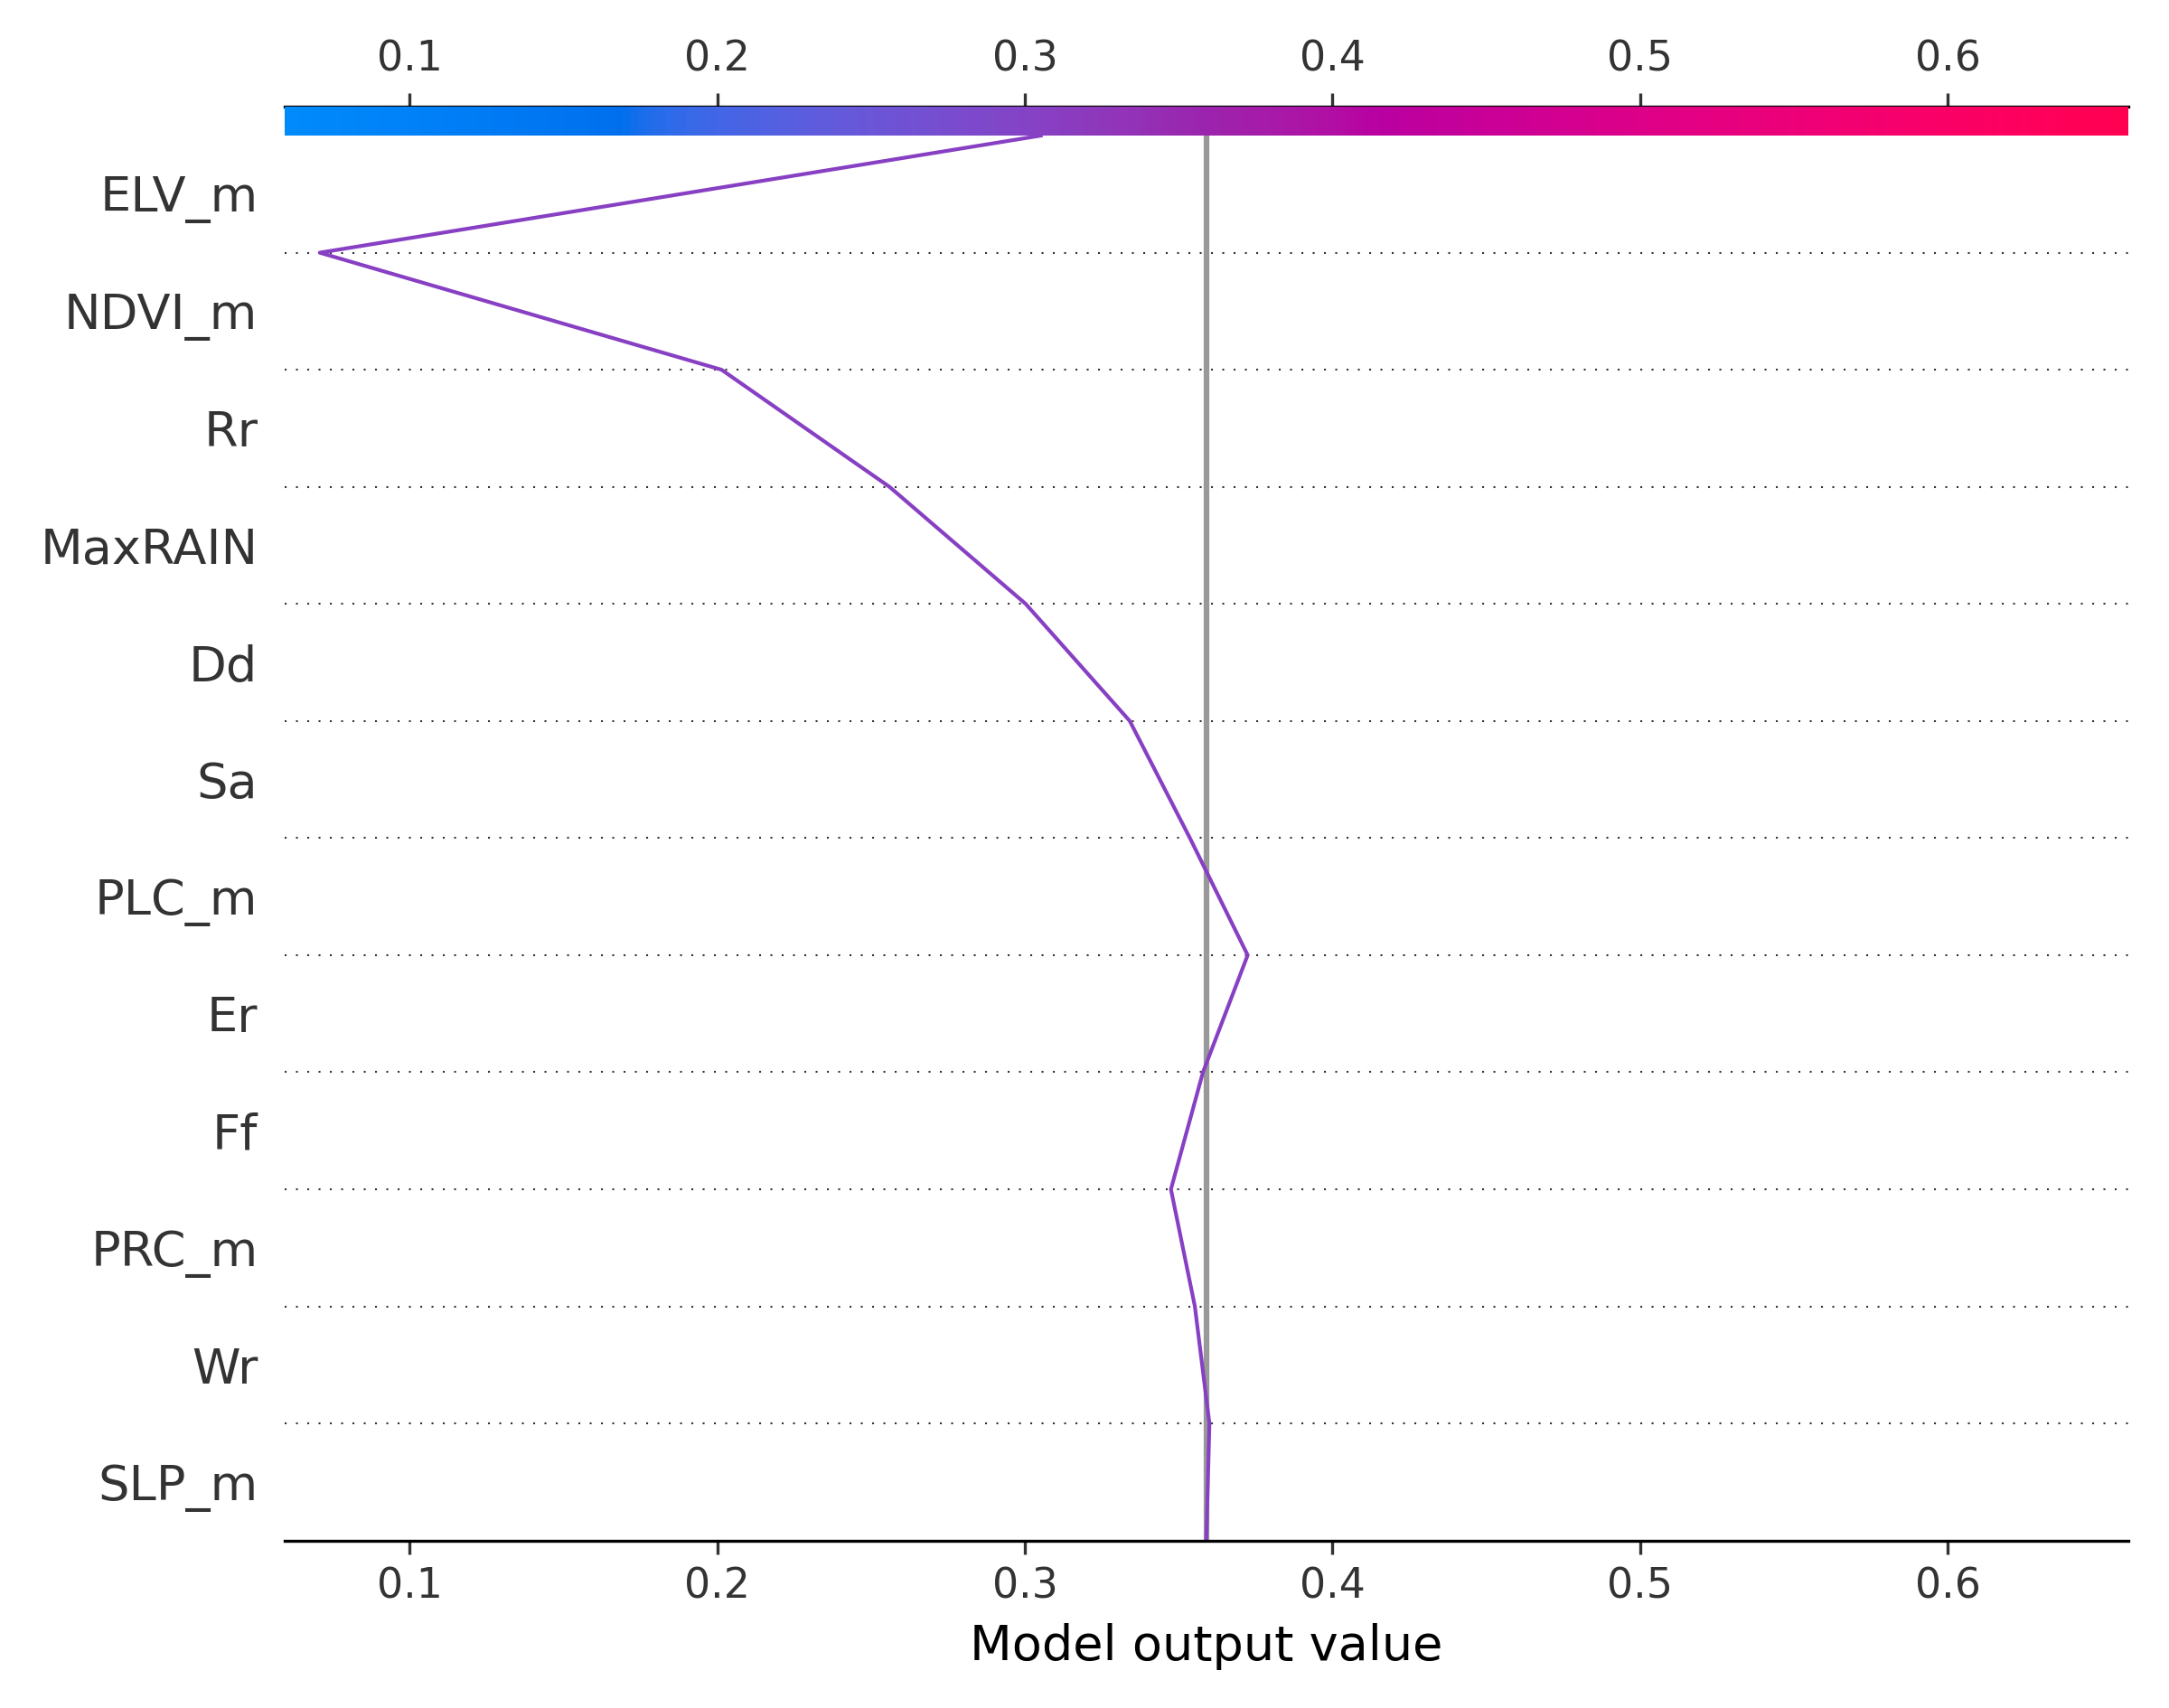 0.1 0.2 0.3 0.4 0.5 0.6
ELV_m
NDVI_m
Rr
MaxRAIN
Dd
Sa
PLC_m
Er
Ff
PRC_m
Wr
SLP_m
0.1 0.2 0.3 0.4 0.5 0.6
Model output value